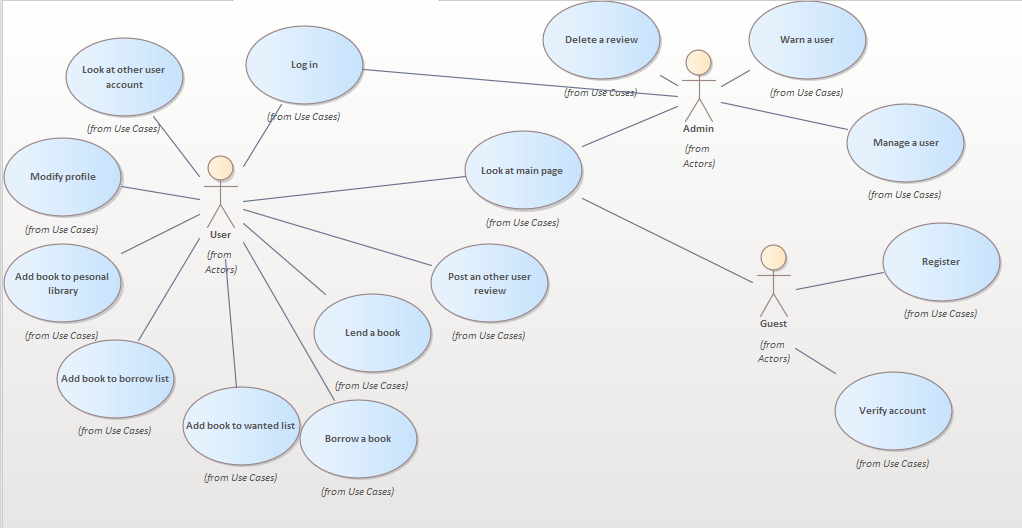 Delete a review
(from Use Cases)
Warn a user
(from Use Cases)
Log in
(from Use Cases)
Look at other user
account
(from Use Cases)
Admin
(from
Actors)
Manage a user
(from Use Cases)
Modify profile
(from Use Cases)
Look at main page
(from Use Cases)
User
(from
Actors)
Add book to pesonal
library
(from Use Cases)
Post an other user
review
(from Use Cases)
Register
(from Use Cases)
Guest
(from
Actors)
Lend a book
(from Use Cases)
Add book to borrow list
(from Use Cases)
Add book to wanted list
(from Use Cases)
Borrow a book
(from Use Cases)
Verify account
(from Use Cases)